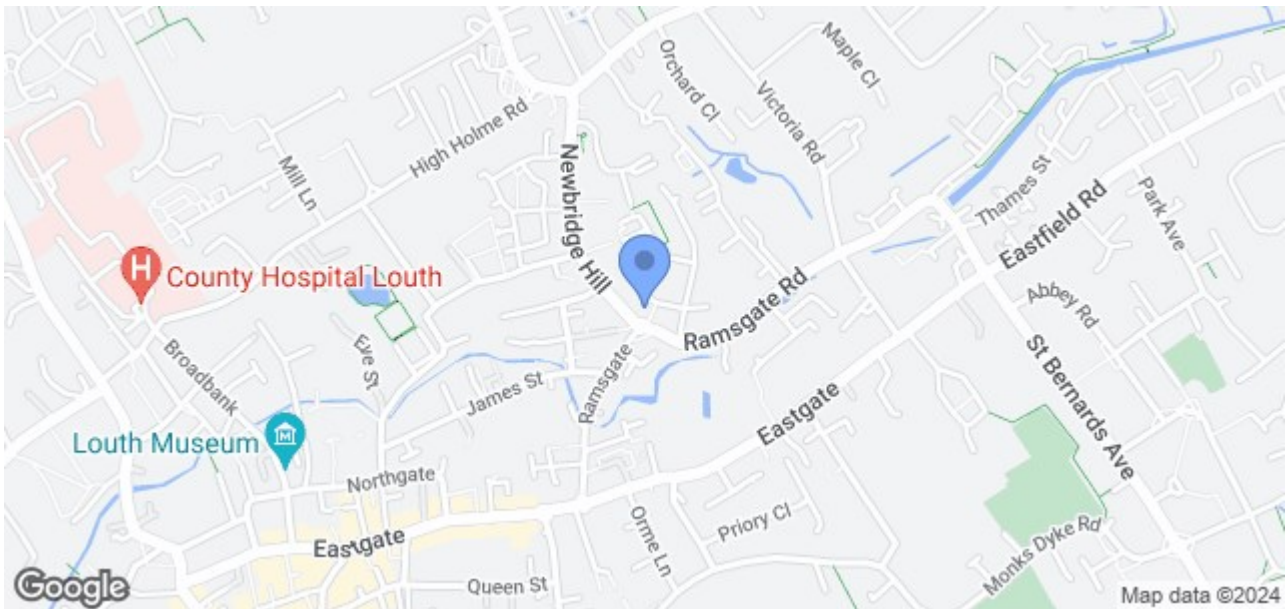 Maple Cl
Orchard Cl
Victoria Rd
High Holme Rd
Mill Ln
Newbridge Hill
Thames St
Park Ave
Eastfield Rd
H County Hospital Louth
Abbey Rd
Ramsgate Rd
Broadbank
Eve St
Ramsgate
James St
St Bernards Ave
Eastgate
Louth Museum M
Northgate
Orme Ln
Priory Cl
Monks Dyke Rd
Eastgate
Queen St
Google
Map data ©2024